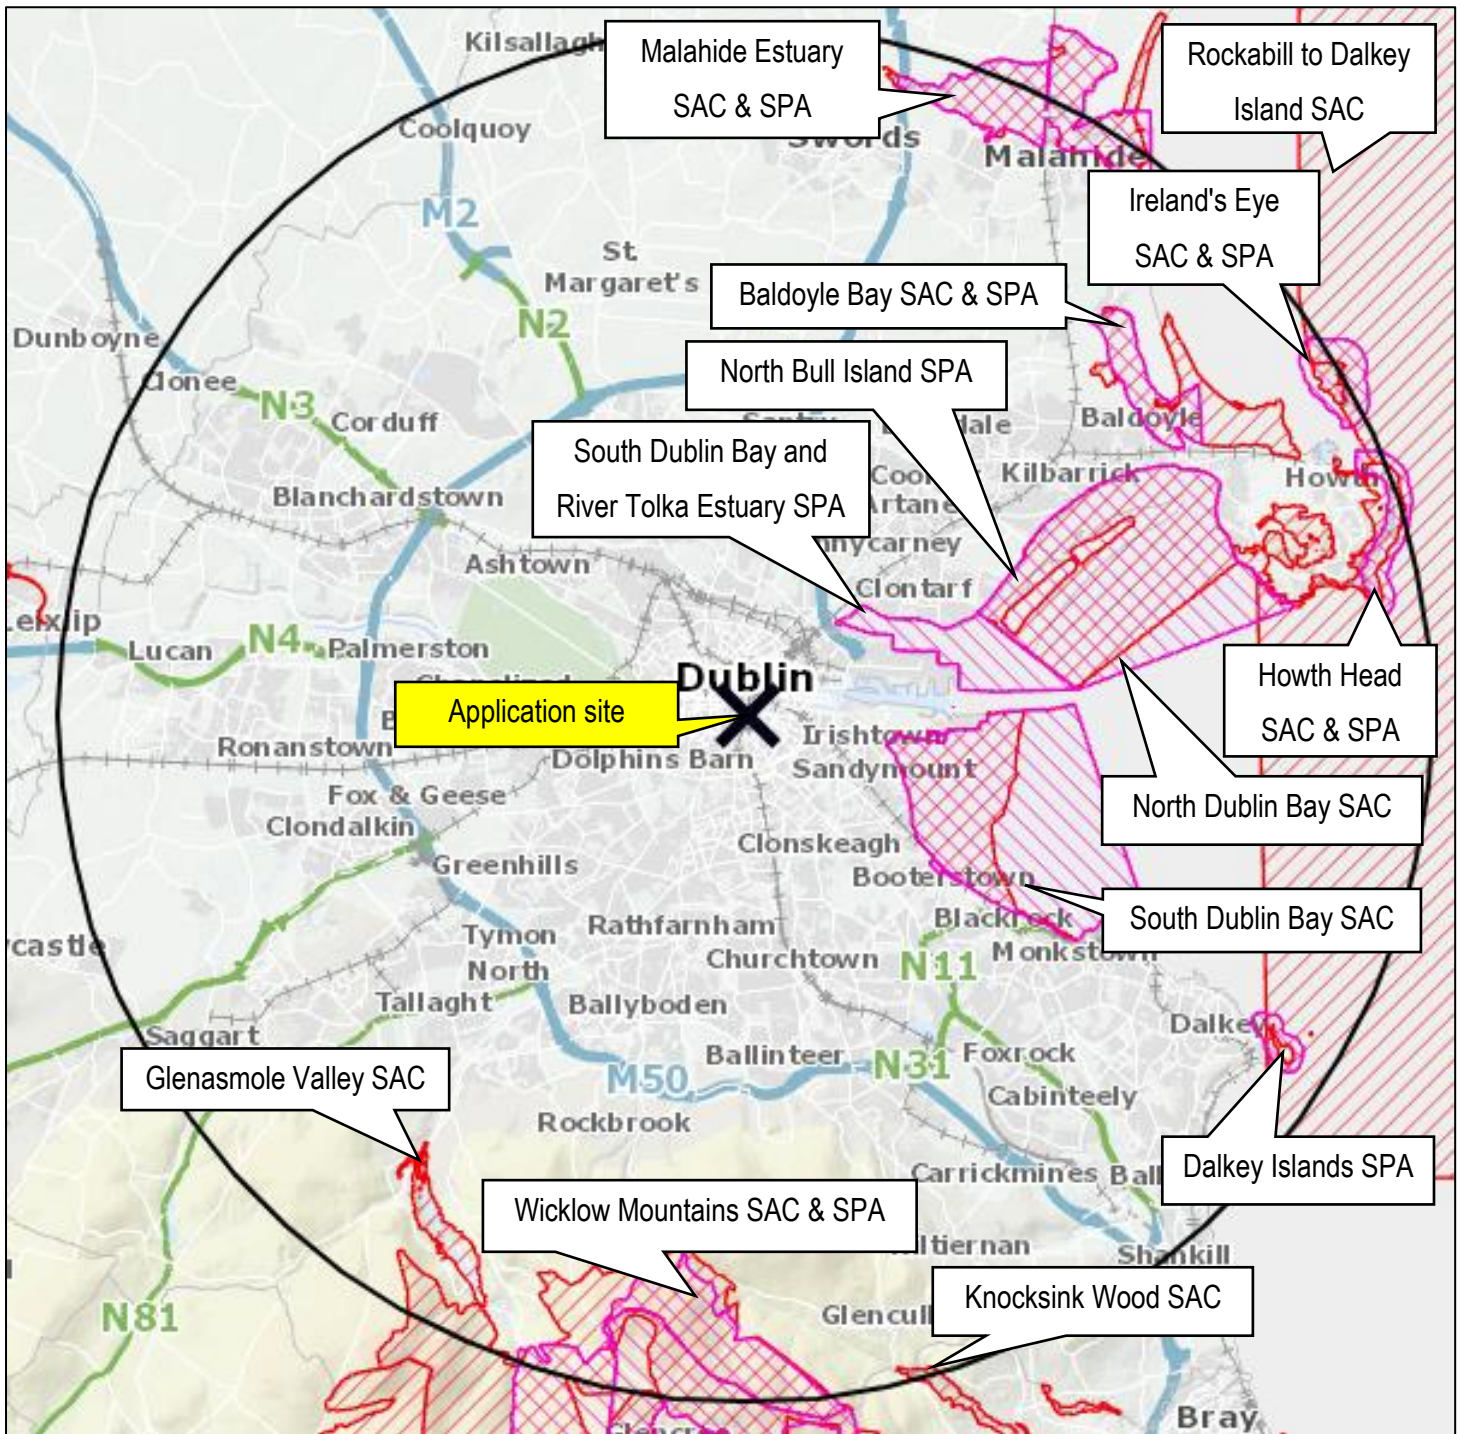 Kilsallagh
Malahide Estuary
SAC & SPA
Rockabill to Dalkey
Island SAC
Coolquoy
Swords
Malahide
M2
Ireland's Eye
SAC & SPA
St.
Margaret's
Baldoyle Bay SAC & SPA
Dunboyne
N2
North Bull Island SPA
Clonee
N3
Corduff
Baldoyle
South Dublin Bay and
River Tolka Estuary SPA
Kilbarrick
Howth
Artane
Blanchardstown
Ashtown
Clontarf
Leixlip
Lucan
N4
Palmerston
Dublin
Howth Head
SAC & SPA
Application site
Ronanstown
Dolphins Barn
Irishtown
Sandymount
Fox & Geese
North Dublin Bay SAC
Clondalkin
Clonskeagh
Greenhills
Booterstown
South Dublin Bay SAC
Rathfarnham
Blackrock
Tymon
North
Churchtown
N11
Monkstown
Tallaght
Ballyboden
Saggart
Dalkey
Ballinteer
N31
Foxrock
Glenasmole Valley SAC
M50
Cabinteely
Rockbrook
Carrickmines
Dalkey Islands SPA
Wicklow Mountains SAC & SPA
Shankill
Knocksink Wood SAC
N81
Bray